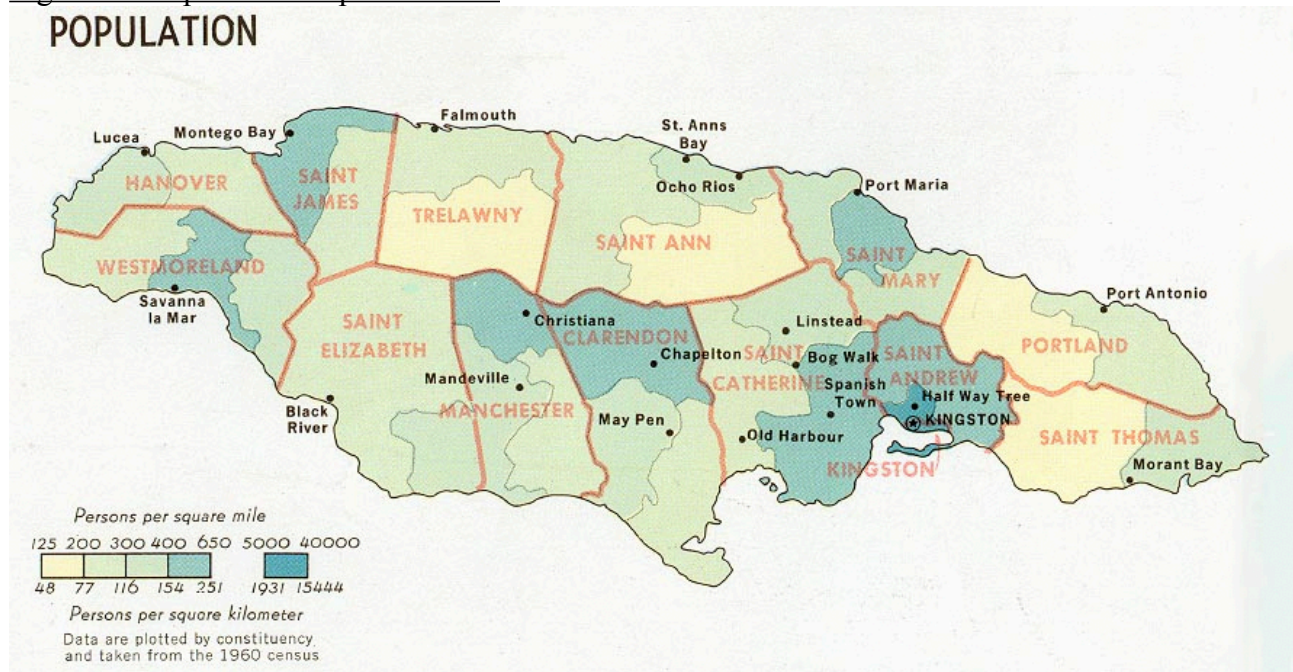 POPULATION
Falmouth
Lucea
Montego Bay
St. Anns
Bay
HANOVER
SAINT
JAMES
Ocho Rios
Port Maria
TRELAWNY
SAINT ANN
WESTMORELAND
SAINT
MARY
Savanna
la Mar
Port Antonio
SAINT
ELIZABETH
Christiana
CLARENDON
Linstead
Chapelton
SAINT
CATHERINE
Bog Walk
SAINT
ANDREW
PORTLAND
Mandeville
MANCHESTER
Spanish
Town
Half Way Tree
KINGSTON
Black
River
May Pen
Old Harbour
KINGSTON
SAINT THOMAS
Morant Bay
Persons per square mile
125 200 300 400 650 5000 40000
48 77 116 154 251 1931 15444
Persons per square kilometer
Data are plotted by constituency
and taken from the 1960 census